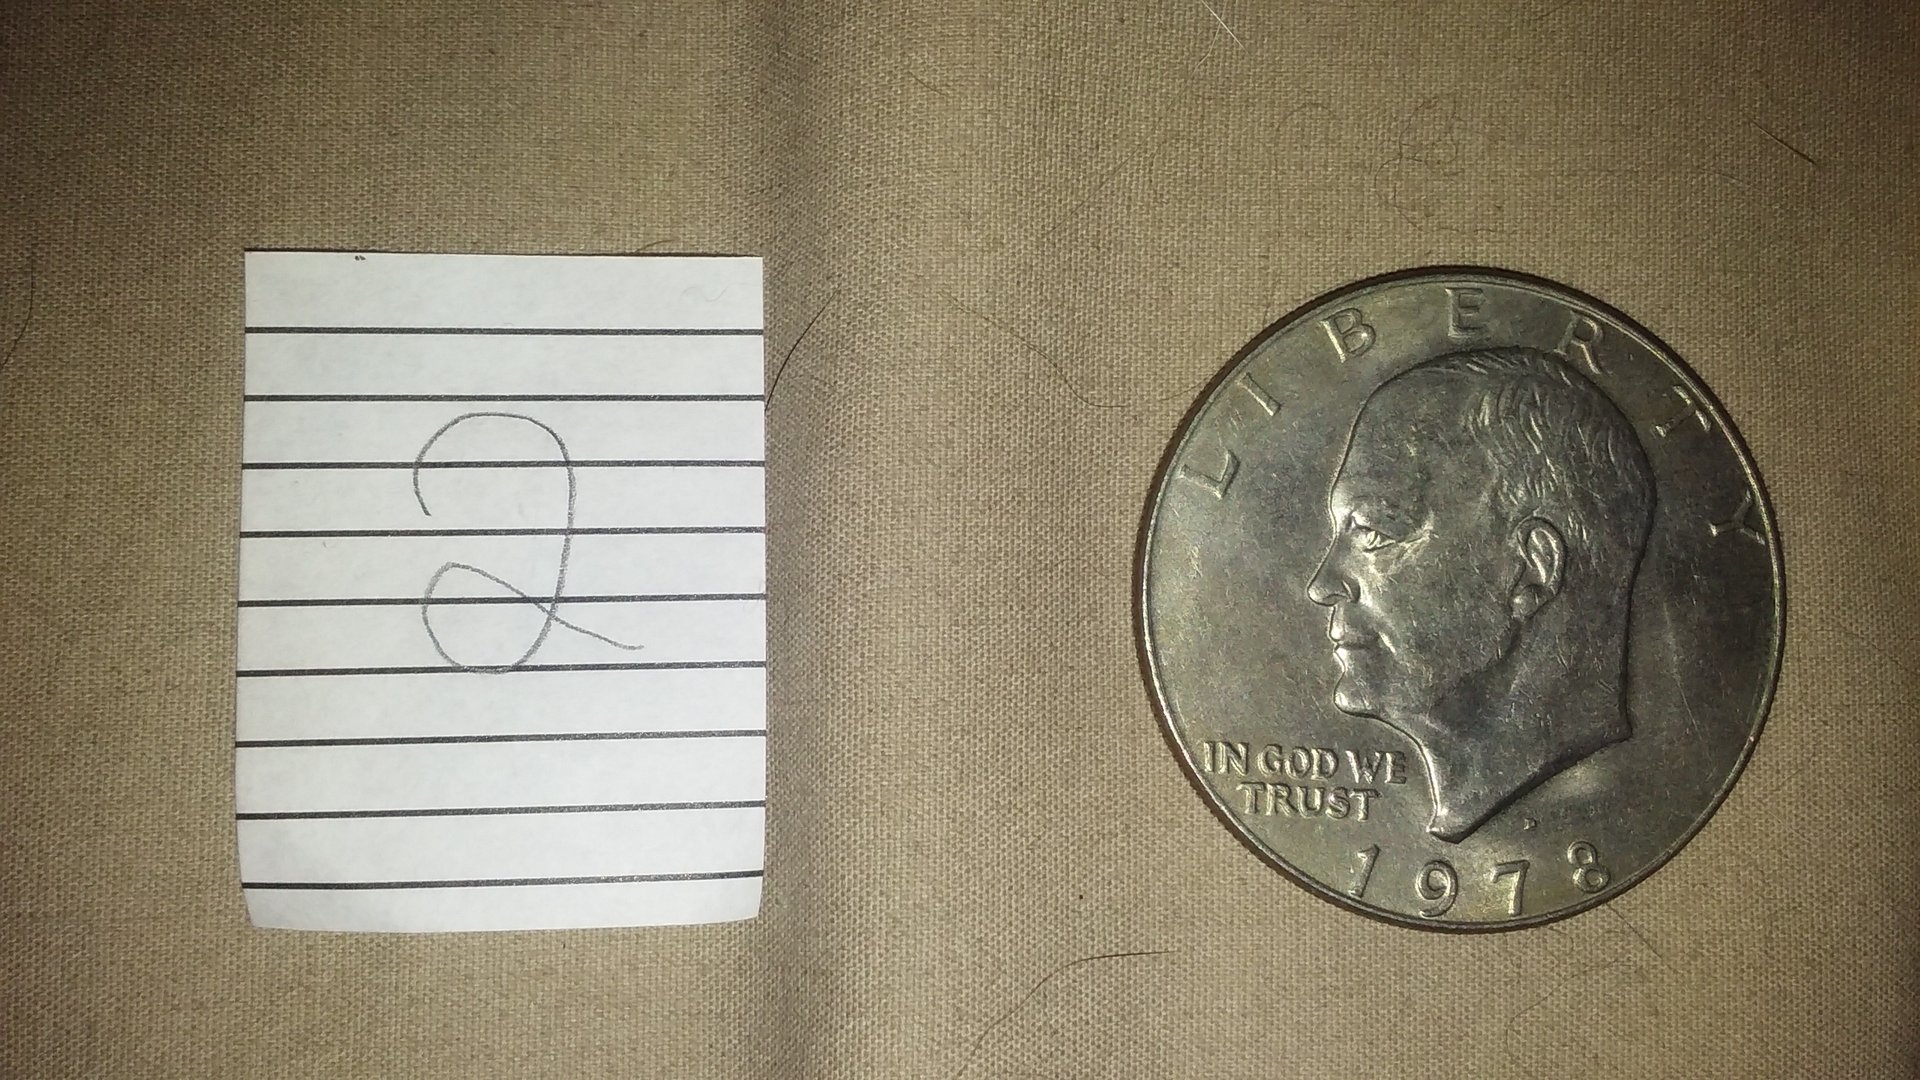 2
LIBERTY
IN GOD WE
TRUST
D
1978